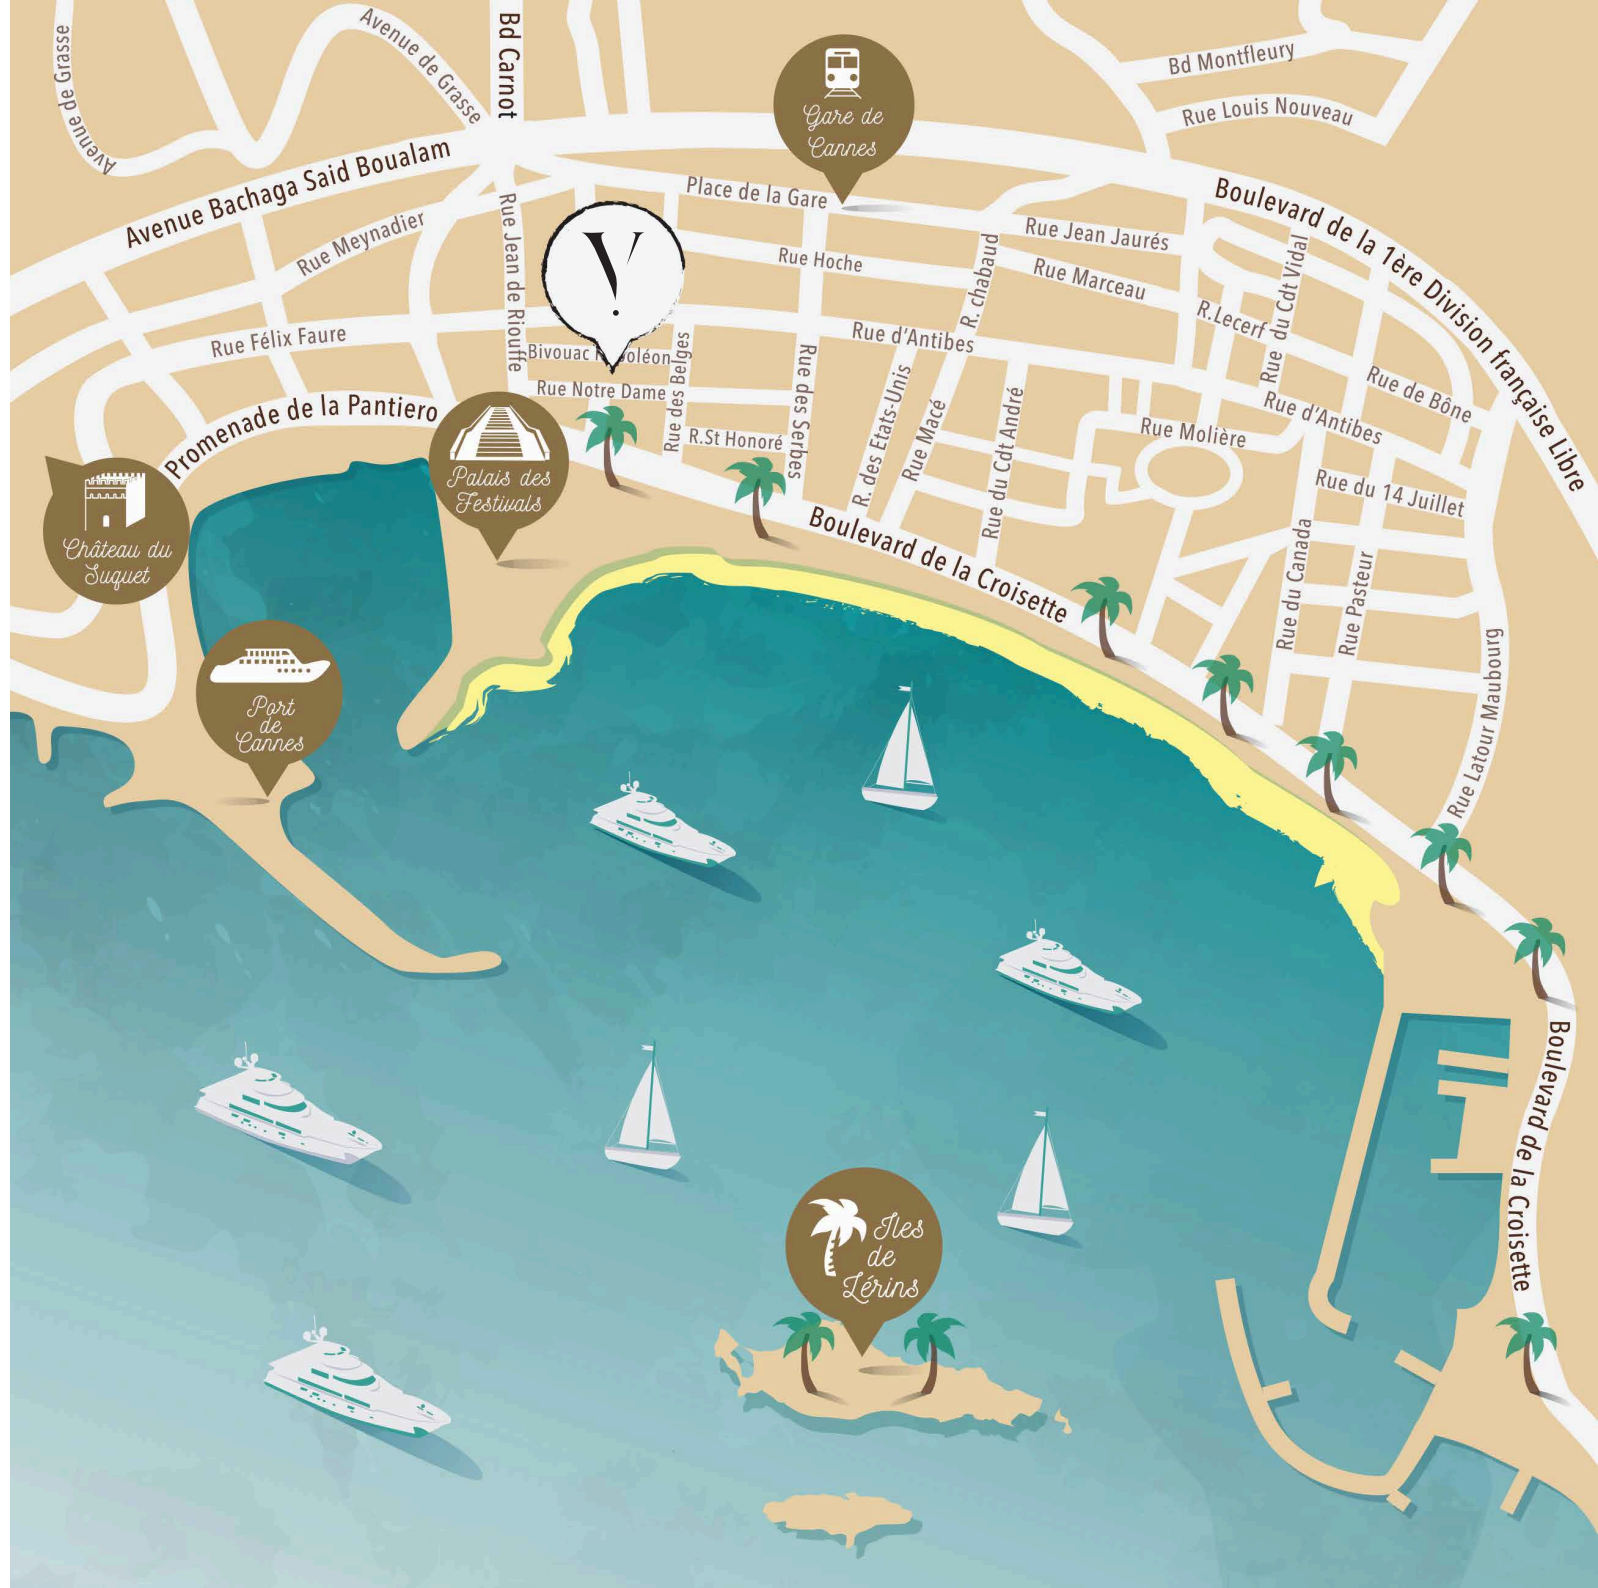 Avenue de Grasse
Avenue de Grasse
Bd Carnot
Avenue
Avenue Bachaga Said Boualam
Rue Meynadier
Rue Félix Faure
Promenade de la Pantiero
Rue Jean de Riouffe
V.
Bivouac
Rue Notre Dame
Rue des Belges
R.St Honoré
Gare de
Cannes
Place de la Gare
Rue Hoche
Rue d'Antibes
Rue des Serbes
R. des Etats-Unis
Rue Macé
R. chabaud
Rue du Cdt André
Rue Jean Jaurés
Rue Marceau
R.Lecerf
Rue du Cdt Vidal
Bd Montfleury
Rue Louis Nouveau
Boulevard de la 1ère Division française Libre
Rue de Bône
Rue d'Antibes
Rue Molière
Rue du 14 Juillet
Rue du Canada
Rue Pasteur
Rue Latour Maubourg
Boulevard de la Croisette
Boulevard de la Croisette
Palais des
Festivals
Château du
Suquet
Port
de
Cannes
Iles
de
Lérins